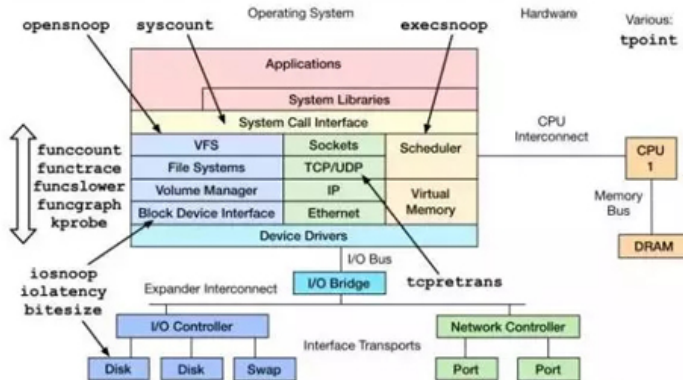 Operating System
Hardware
Various:
opensnoop
syscount
execsnoop
tpoint
Applications
System Libraries
System Call Interface
CPU
Interconnect
VFS
Sockets
Scheduler
File Systems
TCP/UDP
Volume Manager
IP
Virtual
Memory
Block Device Interface
Ethernet
Device Drivers
funccount
functrace
funcslower
funcgraph
kprobe
CPU
1
Memory
Bus
DRAM
iosnoop
iolatency
bitesize
I/O Bus
Expander Interconnect
I/O Bridge
tcpretrans
I/O Controller
Interface Transports
Network Controller
Disk
Disk
Swap
Port
Port